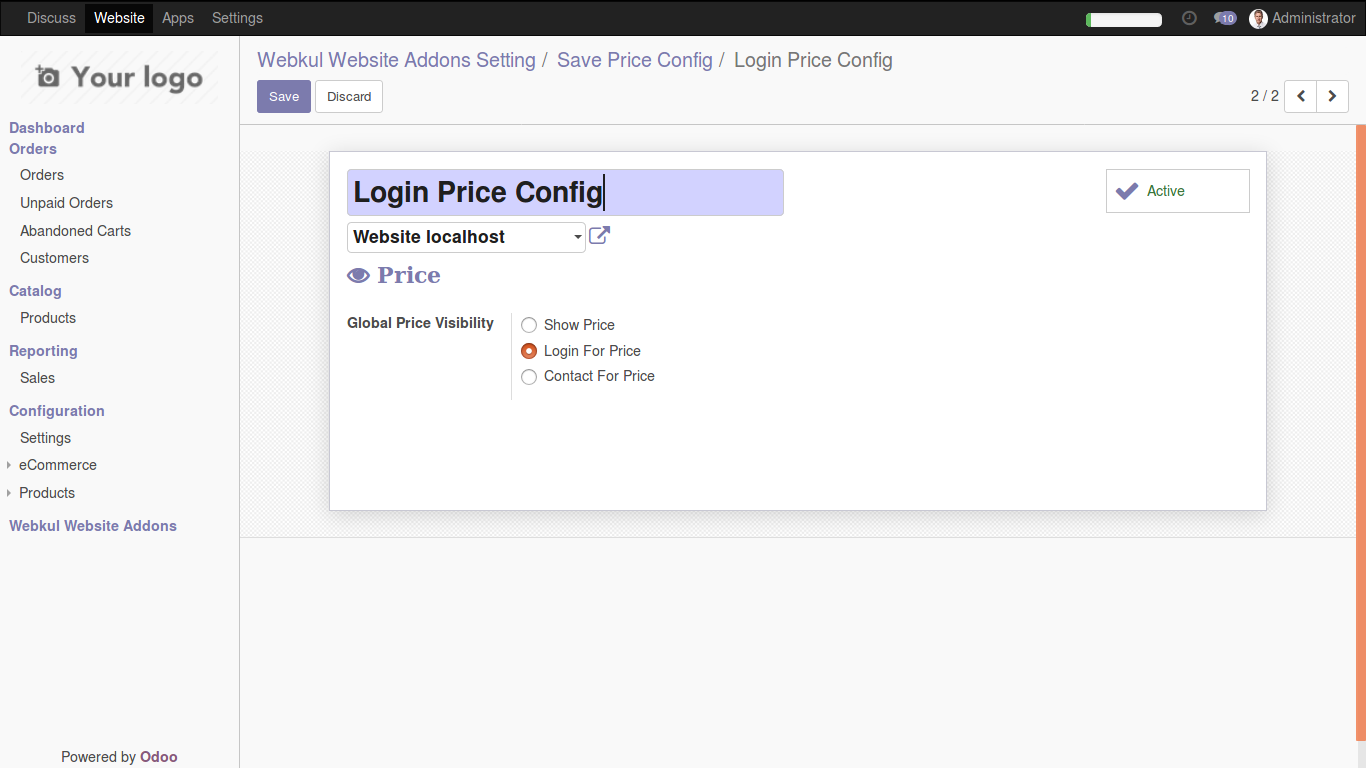 Discuss Website Apps Settings 10 Administrator
Your logo
Webkul Website Addons Setting / Save Price Config / Login Price Config
Save Discard 2 / 2
Dashboard
Orders
Orders
Unpaid Orders
Abandoned Carts
Customers
Catalog
Products
Reporting
Sales
Configuration
Settings
eCommerce
Products
Webkul Website Addons
Powered by Odoo
Login Price Config
Active
Website localhost
Price
Global Price Visibility
Show Price
Login For Price
Contact For Price